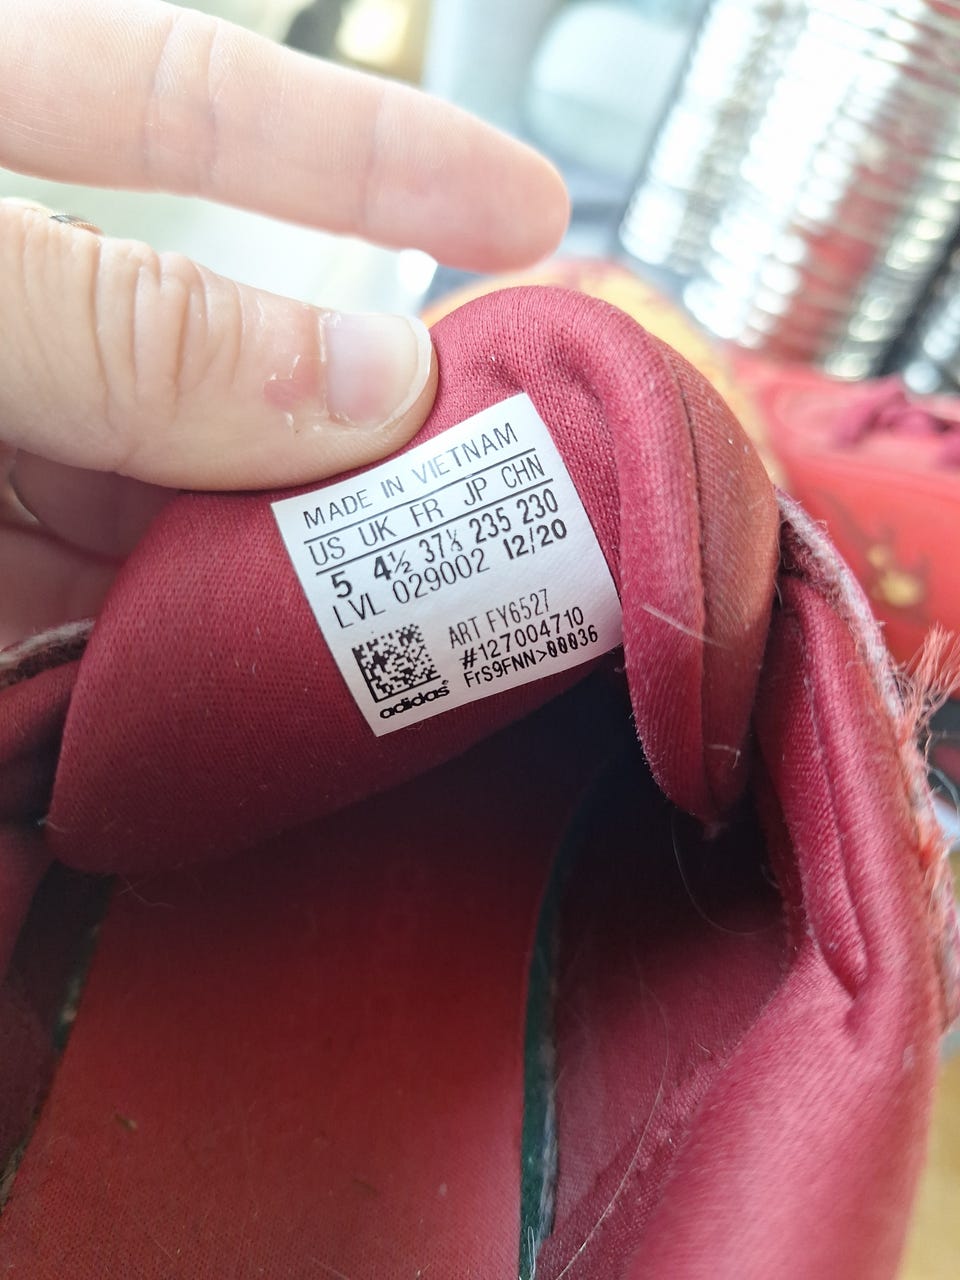 MADE IN VIETNAM
US UK FR JP CHN
5 4½ 37⅓ 235 230
LVL 029002 12/20
ART FY6527
#127004710
FrS9FNN>00036
adidas